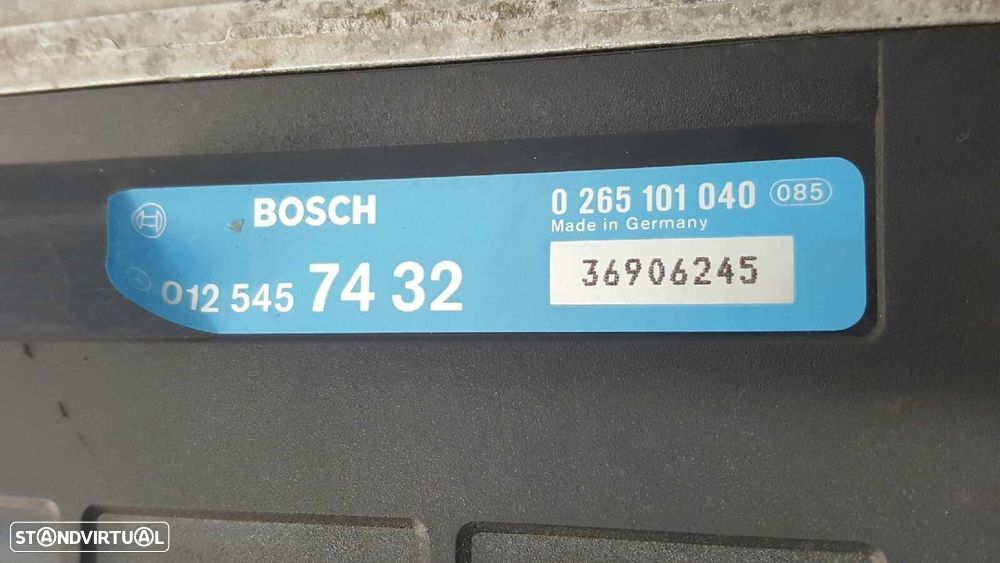 BOSCH
0 265 101 040 085
Made in Germany
012 545 74 32
36906245
STANDVIRTUAL